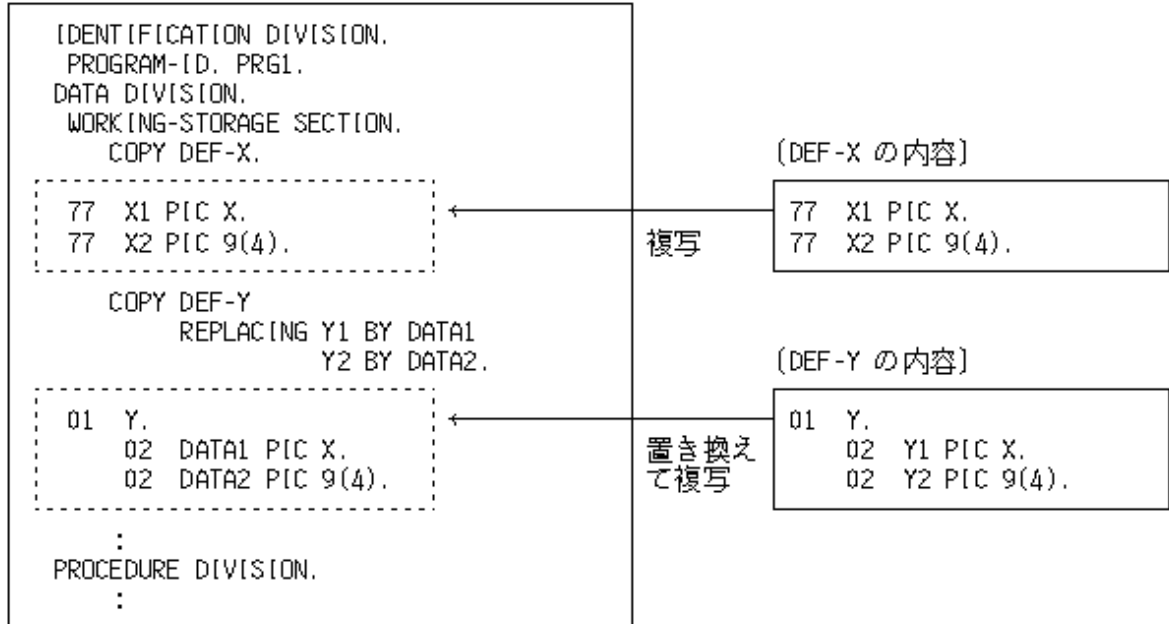 IDENTIFICATION DIVISION.
PROGRAM-ID. PRG1.
DATA DIVISION.
WORKING-STORAGE SECTION.
COPY DEF-X.
77 X1 PIC X.
77 X2 PIC 9(4).
複写
[DEF-X の内容]
77 X1 PIC X.
77 X2 PIC 9(4).
COPY DEF-Y
REPLACING Y1 BY DATA1
Y2 BY DATA2.
01 Y.
02 DATA1 PIC X.
02 DATA2 PIC 9(4).
置き換え
て複写
[DEF-Y の内容]
01 Y.
02 Y1 PIC X.
02 Y2 PIC 9(4).
:
PROCEDURE DIVISION.
: